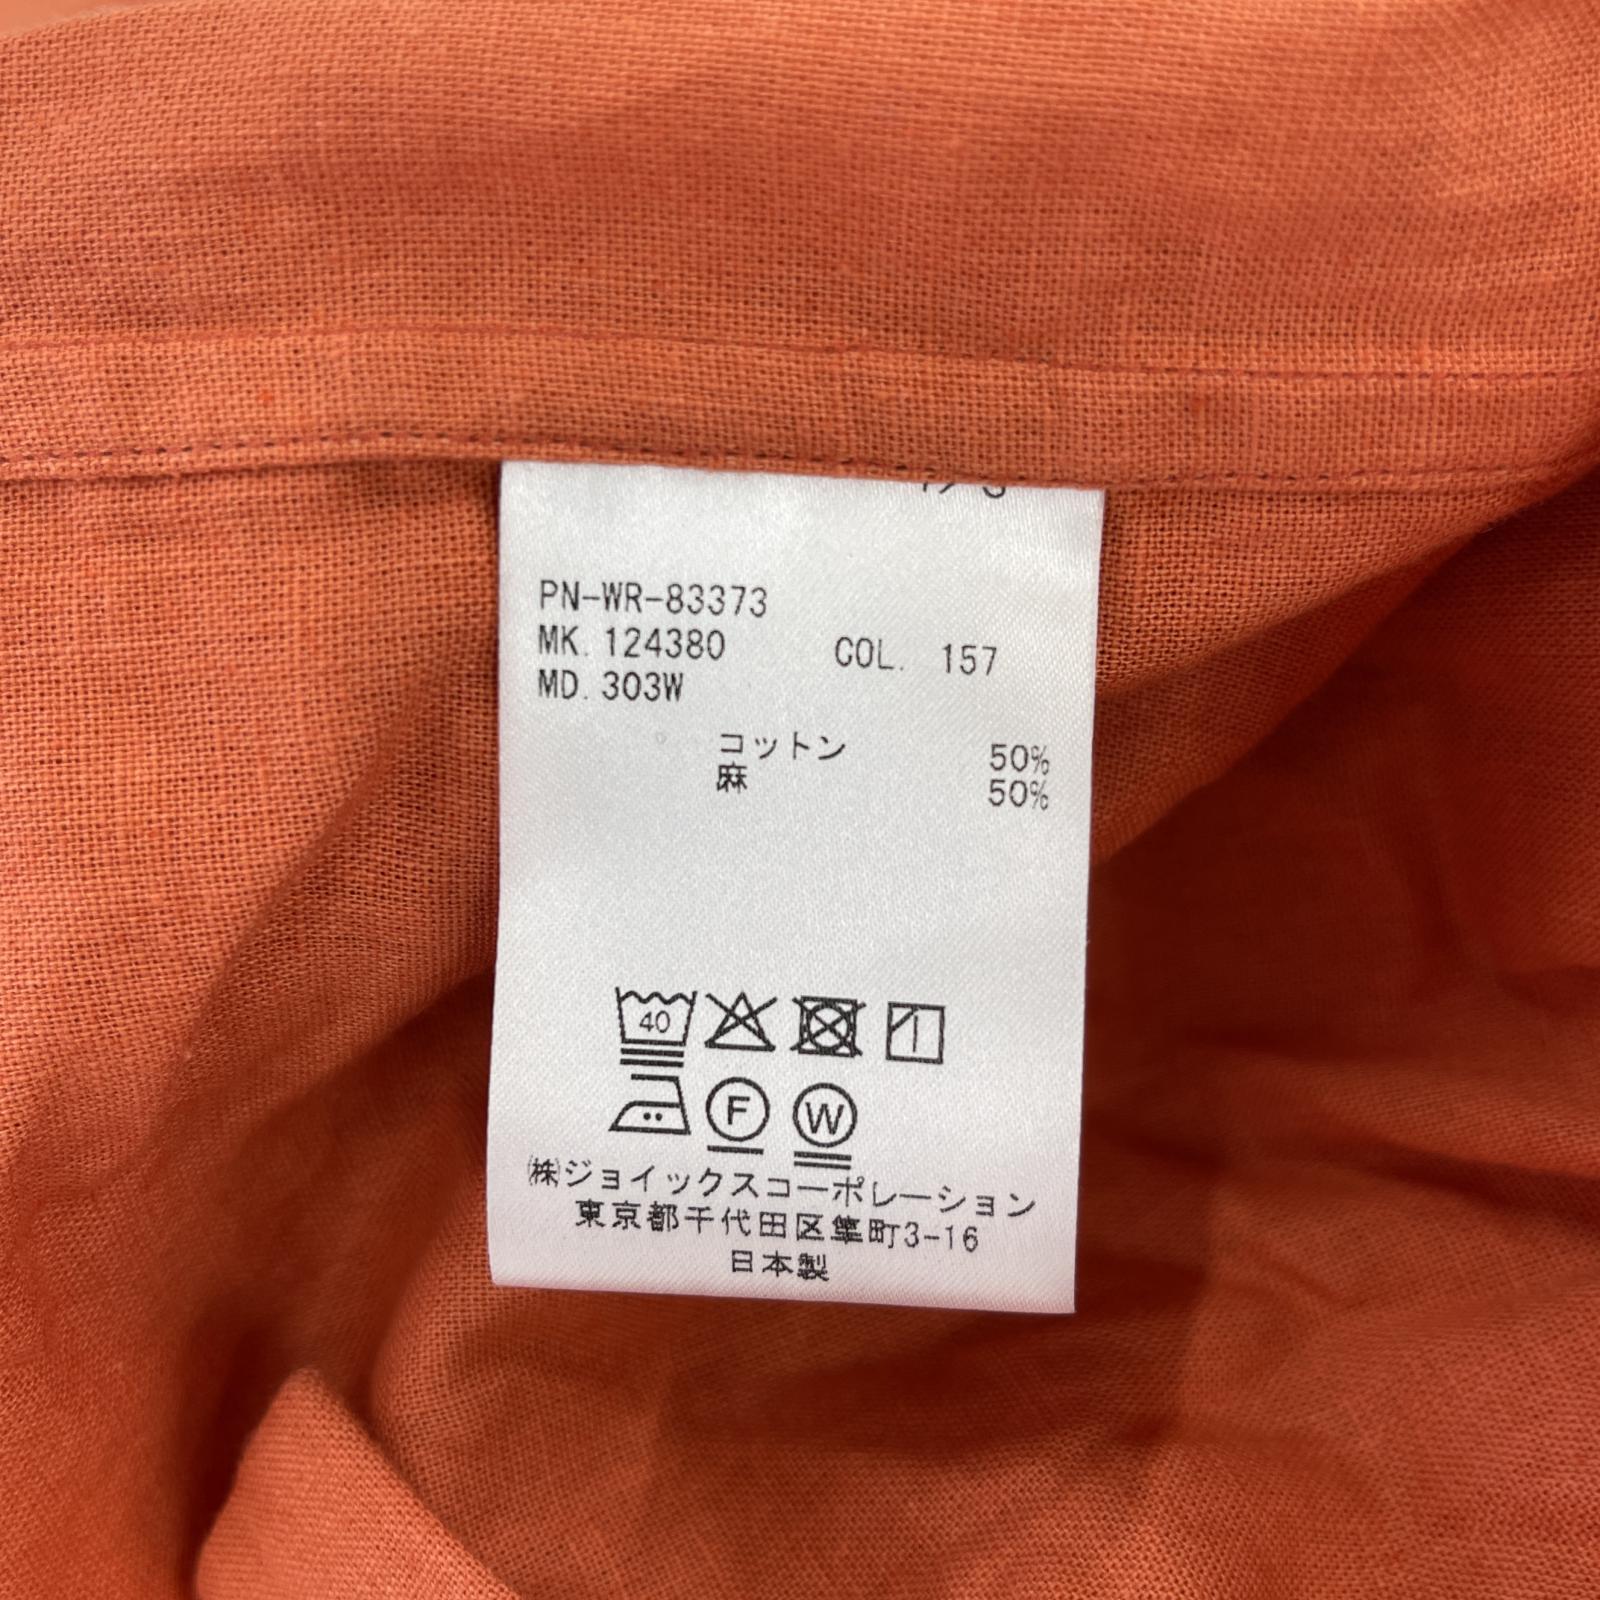 PN-WR-83373
MK. 124380 COL. 157
MD. 303W
コットン 50%
麻 50%
40
F W
㈱ジョイックスコーポレーション
東京都千代田区隼町3-16
日本製